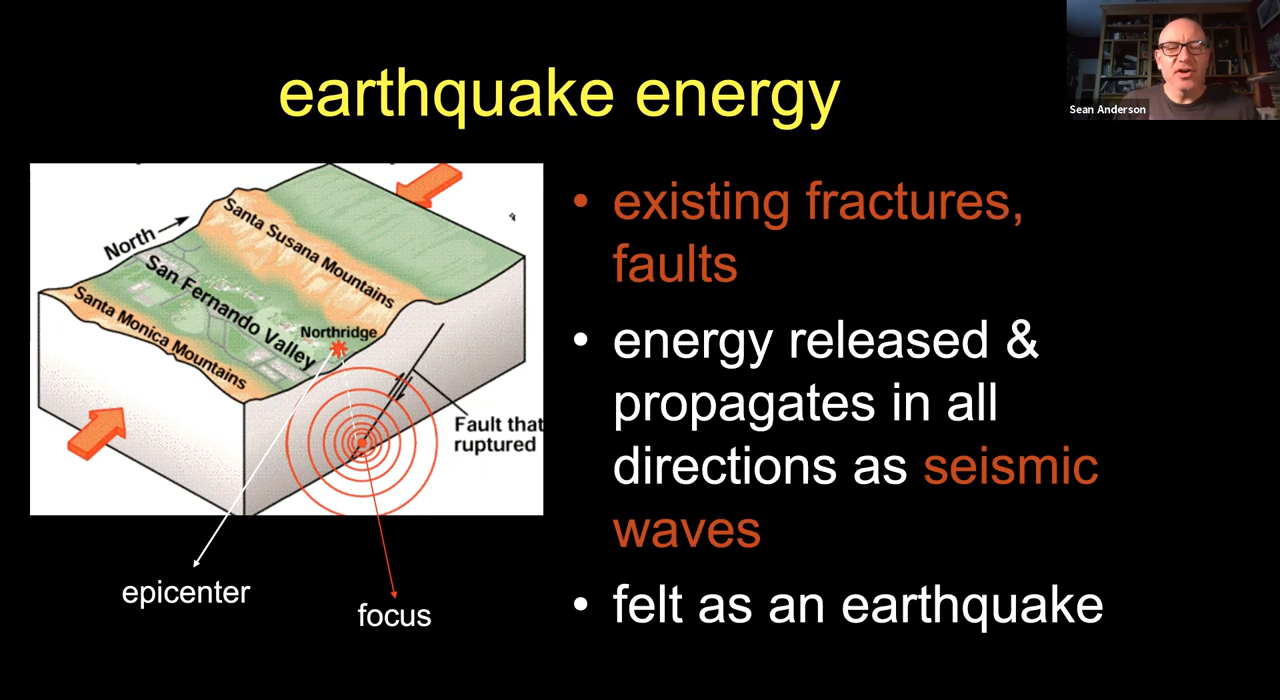 earthquake energy
Sean Anderson
North
Santa Susana Mountains
San Fernando Valley
Northridge
Santa Monica Mountains
Fault that
ruptured
epicenter
focus
• existing fractures,
faults
• energy released &
propagates in all
directions as seismic
waves
• felt as an earthquake